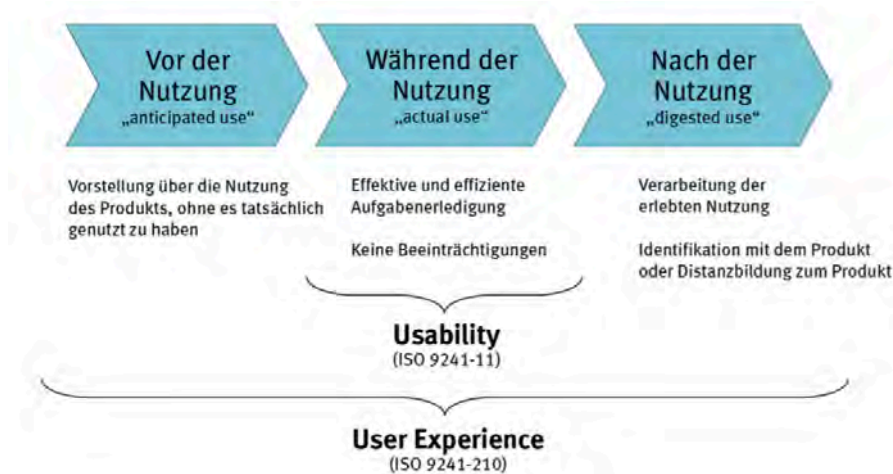 Vor der
Nutzung
„anticipated use“
Während der
Nutzung
„actual use“
Nach der
Nutzung
„digested use“
Vorstellung über die Nutzung
des Produkts, ohne es tatsächlich
genutzt zu haben
Effektive und effiziente
Aufgabenerledigung
Keine Beeinträchtigungen
Verarbeitung der
erlebten Nutzung
Identifikation mit dem Produkt
oder Distanzbildung zum Produkt
Usability
(ISO 9241-11)
User Experience
(ISO 9241-210)